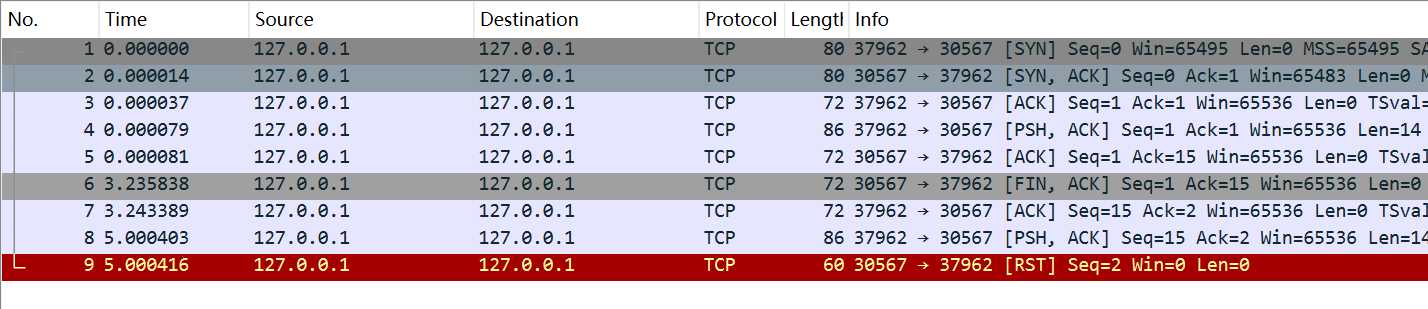 No. Time Source Destination Protocol Length Info
1 0.000000 127.0.0.1 127.0.0.1 TCP 80 37962 → 30567 [SYN] Seq=0 Win=65495 Len=0 MSS=65495 SA
2 0.000014 127.0.0.1 127.0.0.1 TCP 80 30567 → 37962 [SYN, ACK] Seq=0 Ack=1 Win=65483 Len=0 M
3 0.000037 127.0.0.1 127.0.0.1 TCP 72 37962 → 30567 [ACK] Seq=1 Ack=1 Win=65536 Len=0 TSval=
4 0.000079 127.0.0.1 127.0.0.1 TCP 86 37962 → 30567 [PSH, ACK] Seq=1 Ack=1 Win=65536 Len=14
5 0.000081 127.0.0.1 127.0.0.1 TCP 72 30567 → 37962 [ACK] Seq=1 Ack=15 Win=65536 Len=0 TSval
6 3.235838 127.0.0.1 127.0.0.1 TCP 72 30567 → 37962 [FIN, ACK] Seq=1 Ack=15 Win=65536 Len=0
7 3.243389 127.0.0.1 127.0.0.1 TCP 72 37962 → 30567 [ACK] Seq=15 Ack=2 Win=65536 Len=0 TSval
8 5.000403 127.0.0.1 127.0.0.1 TCP 86 37962 → 30567 [PSH, ACK] Seq=15 Ack=2 Win=65536 Len=14
9 5.000416 127.0.0.1 127.0.0.1 TCP 60 30567 → 37962 [RST] Seq=2 Win=0 Len=0